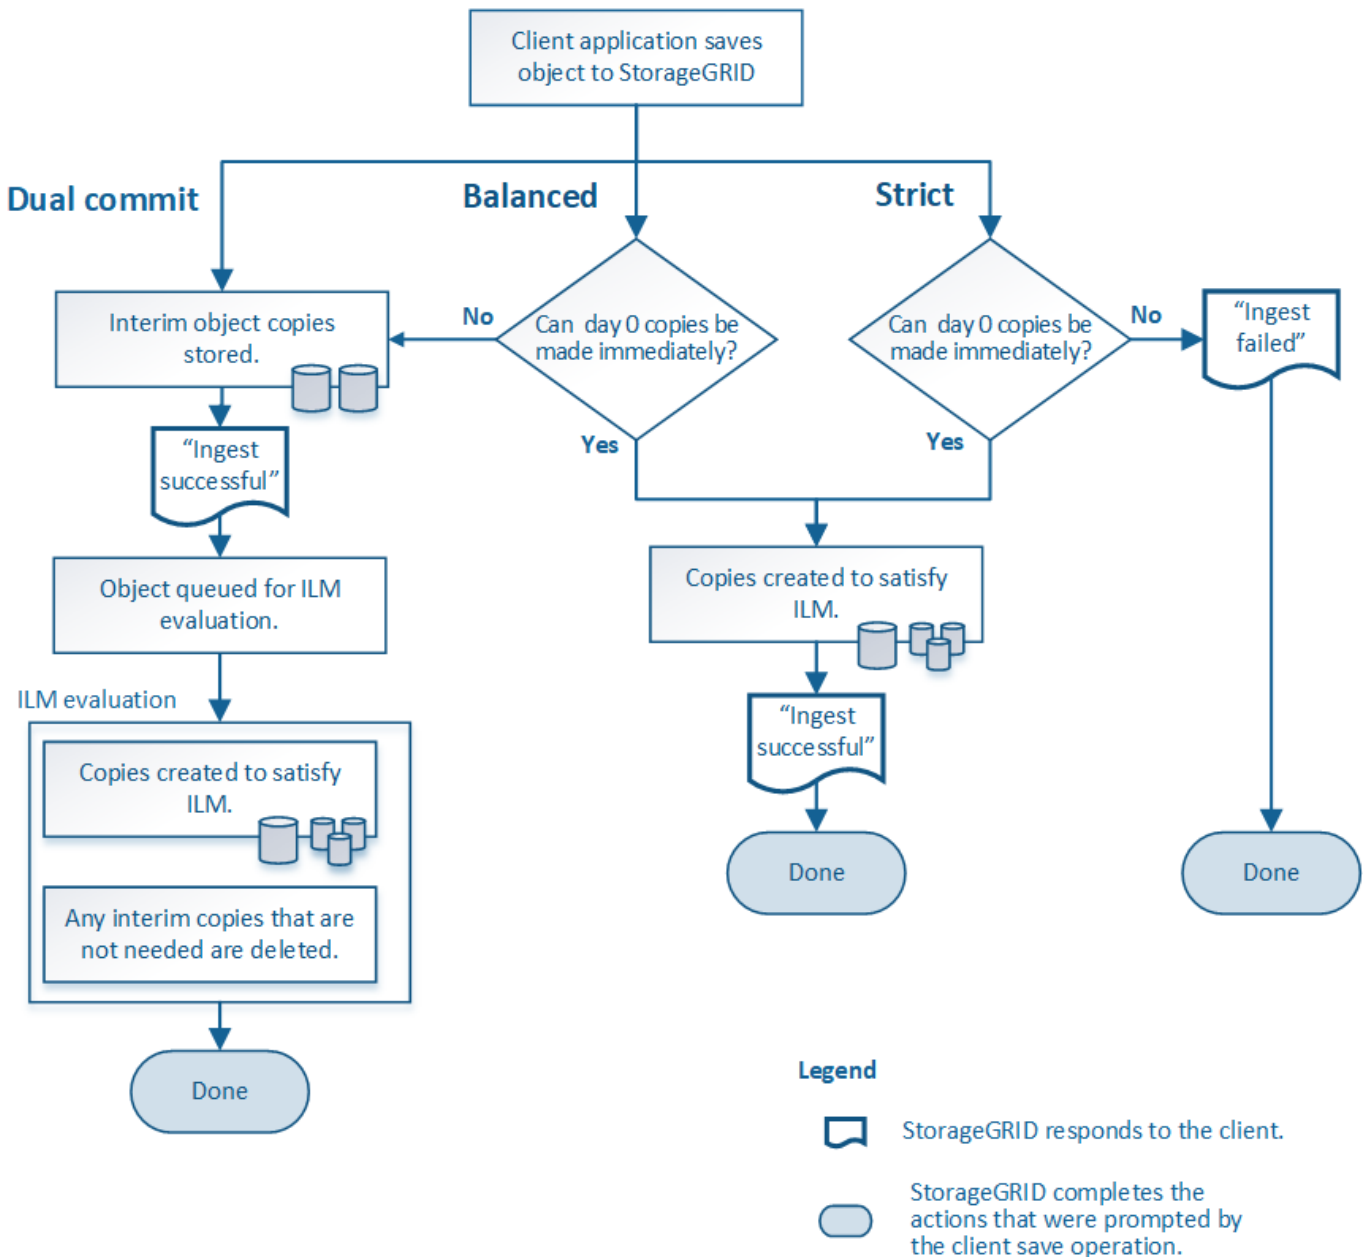 Client application saves
object to StorageGRID
Dual commit
Balanced
Strict
Interim object copies
stored.
No
Can day 0 copies be
made immediately?
Yes
Can day 0 copies be
made immediately?
Yes
No
“Ingest
failed”
“Ingest
successful”
Object queued for ILM
evaluation.
Copies created to satisfy
ILM.
ILM evaluation
“Ingest
successful”
Copies created to satisfy
ILM.
Any interim copies that are
not needed are deleted.
Done
Done
Done
Legend
StorageGRID responds to the client.
StorageGRID completes the
actions that were prompted by
the client save operation.